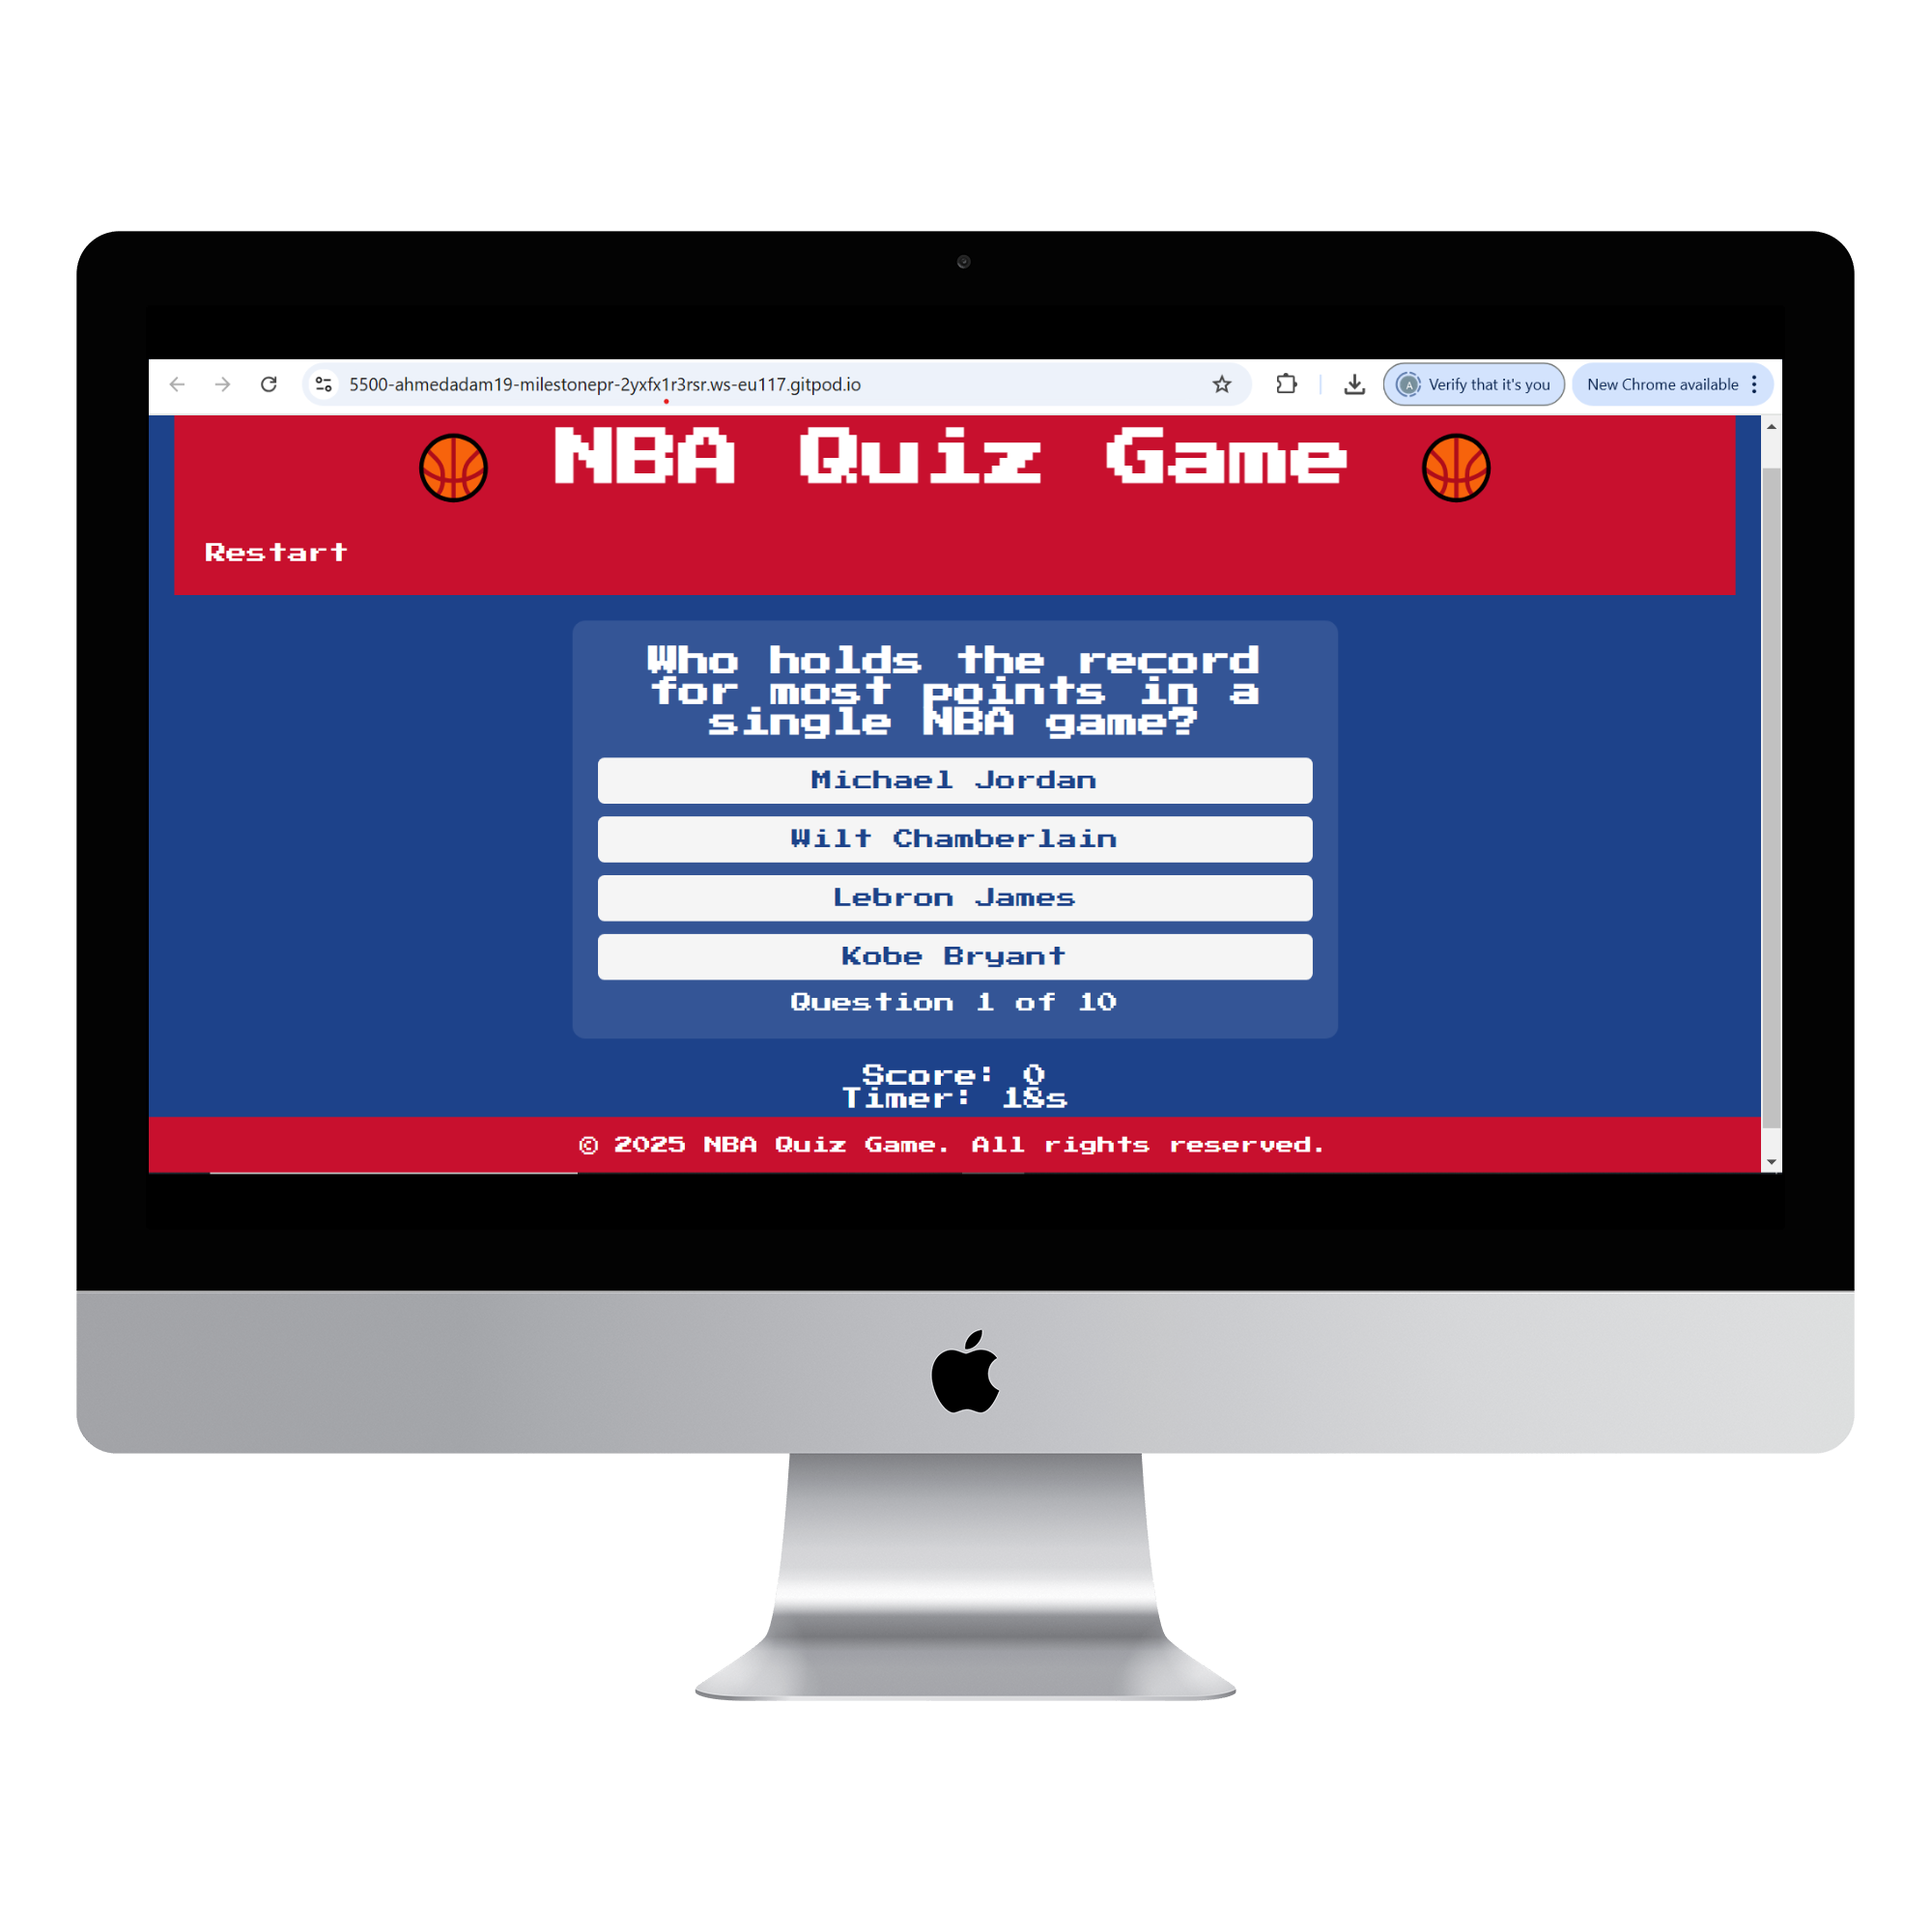 5500-ahmedadam19-milestonepr-2yxfx1r3rsr.ws-eu117.gitpod.io
A
Verify that it's you
New Chrome available
NBA Quiz Game
Restart
Who holds the record
for most points in a
single NBA game?
Michael Jordan
Wilt Chamberlain
Lebron James
Kobe Bryant
Question 1 of 10
Score: 0
Timer: 18s
© 2025 NBA Quiz Game. All rights reserved.